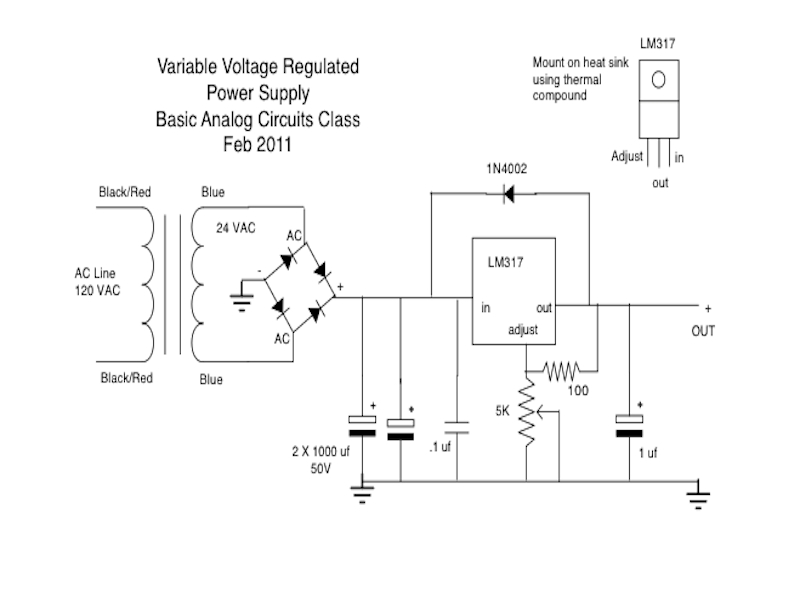 Variable Voltage Regulated
Power Supply
Basic Analog Circuits Class
Feb 2011
LM317
Mount on heat sink
using thermal
compound
Adjust
in
out
1N4002
Black/Red
Blue
24 VAC
AC
AC Line
120 VAC
-
+
LM317
in
out
adjust
+
OUT
AC
Black/Red
Blue
100
5K
+
+
+
2 X 1000 uf
50V
.1 uf
1 uf